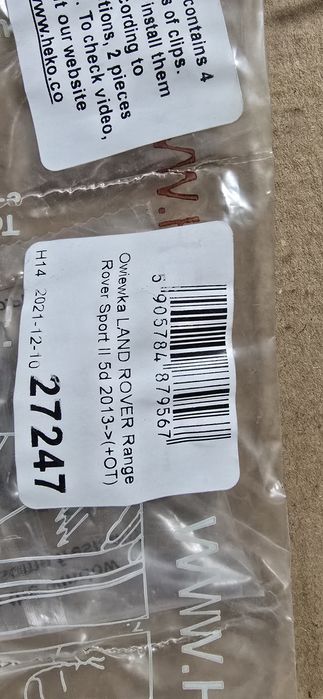 contains 4
s of clips.
install them
cording to
tions, 2 pieces
. To check video,
t our website
www.heko.co
5 905784 879567
Owiewka LAND ROVER Range
Rover Sport II 5d 2013->(+OT)
H14 2021-12-10 27247
www.H